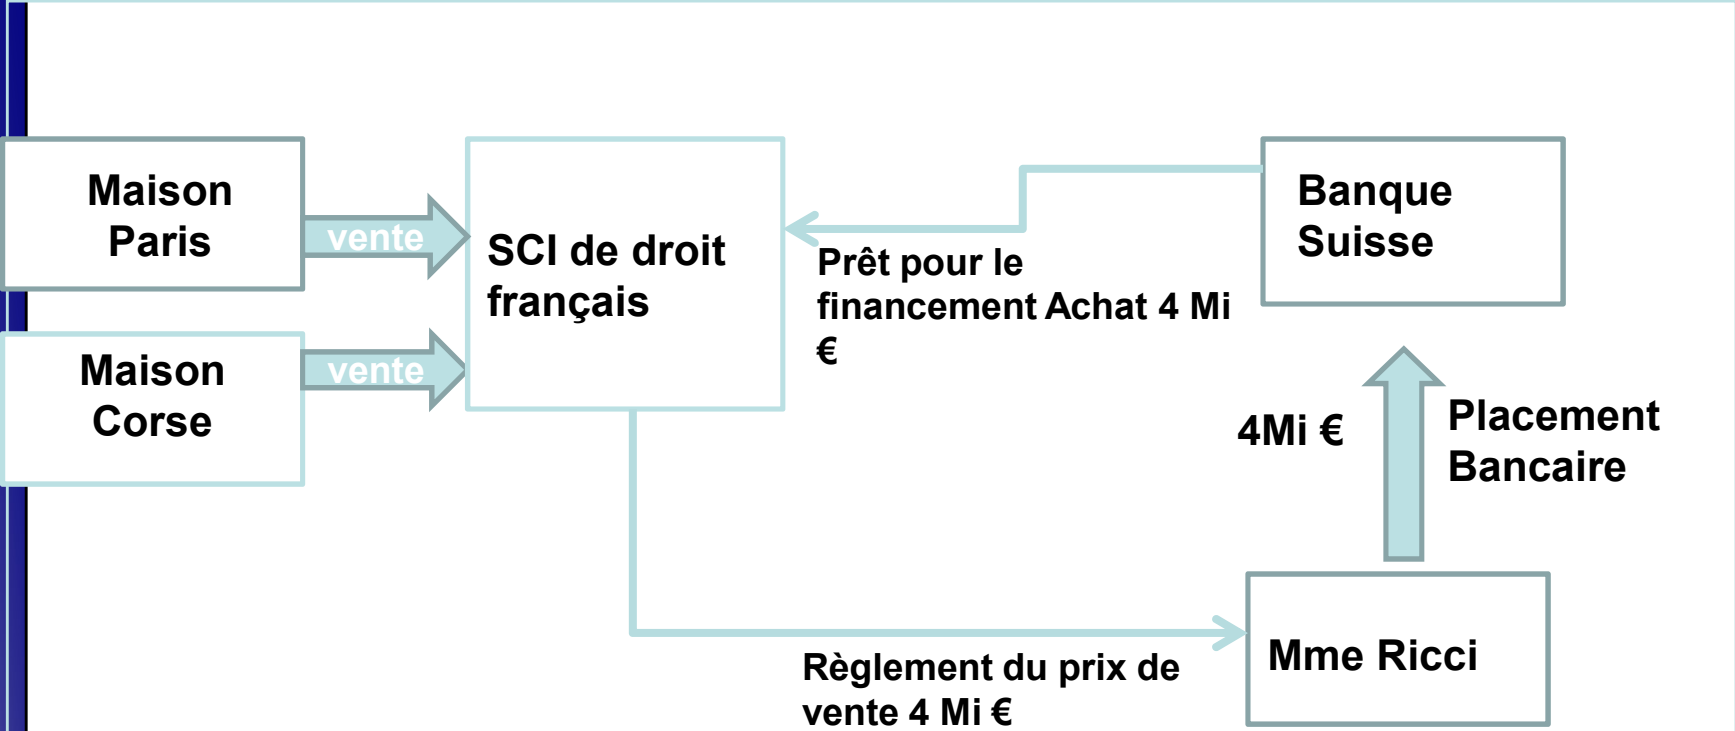 Maison
Paris
vente
Maison
Corse
vente
SCI de droit
français
Prêt pour le
financement Achat 4 Mi
€
Banque
Suisse
4Mi €
Placement
Bancaire
Règlement du prix de
vente 4 Mi €
Mme Ricci